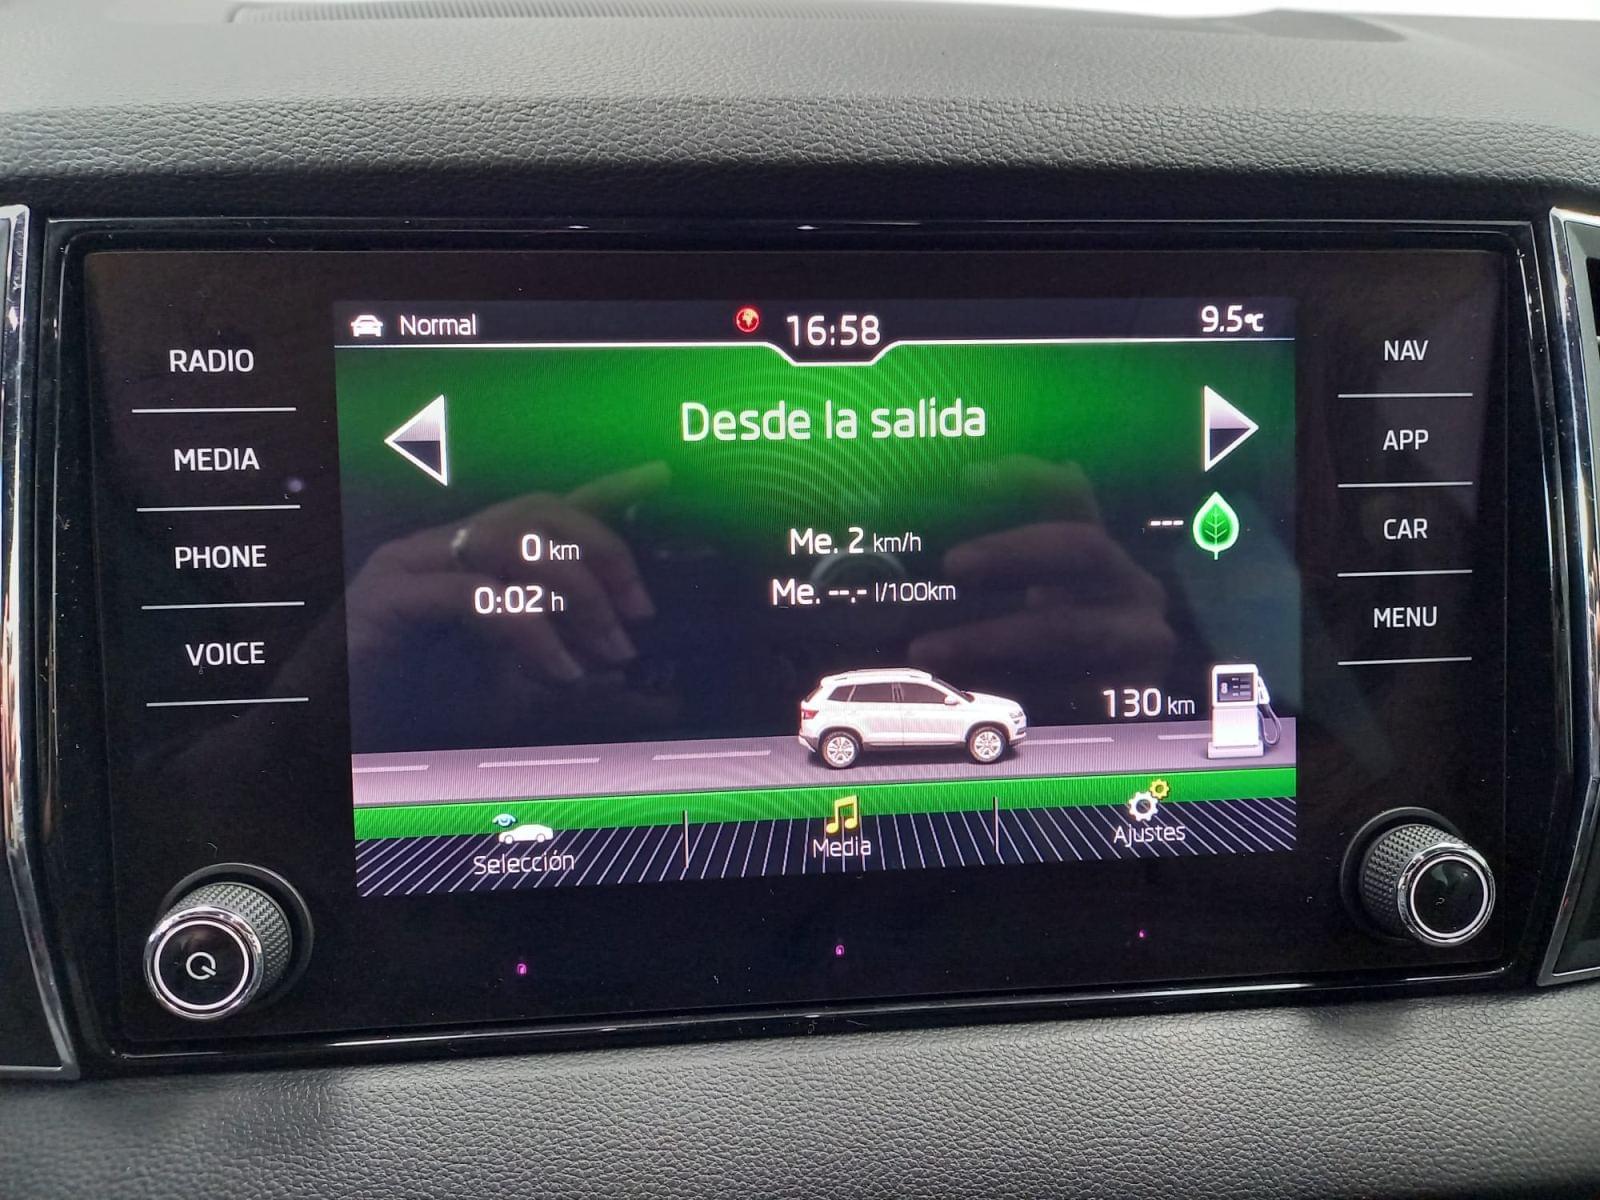 Normal
16:58
9.5°C
RADIO
MEDIA
PHONE
VOICE
Desde la salida
0 km
0:02 h
Me. 2 km/h
Me. --.- l/100km
---
130 km
Selección
Media
Ajustes
NAV
APP
CAR
MENU